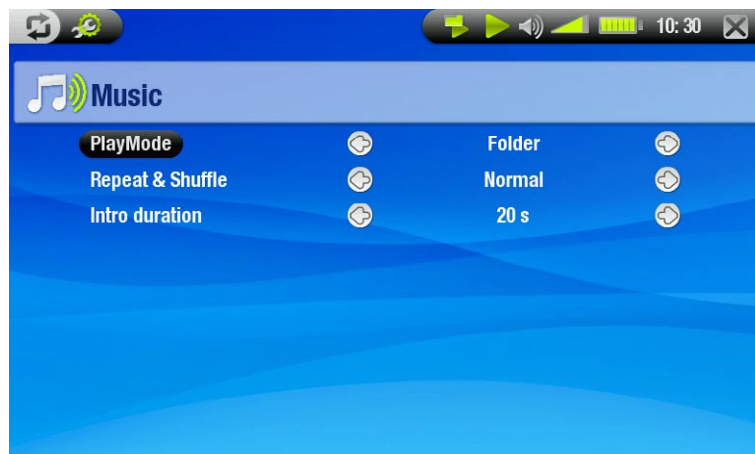 10:30
Music
PlayMode Folder
Repeat & Shuffle Normal
Intro duration 20 s